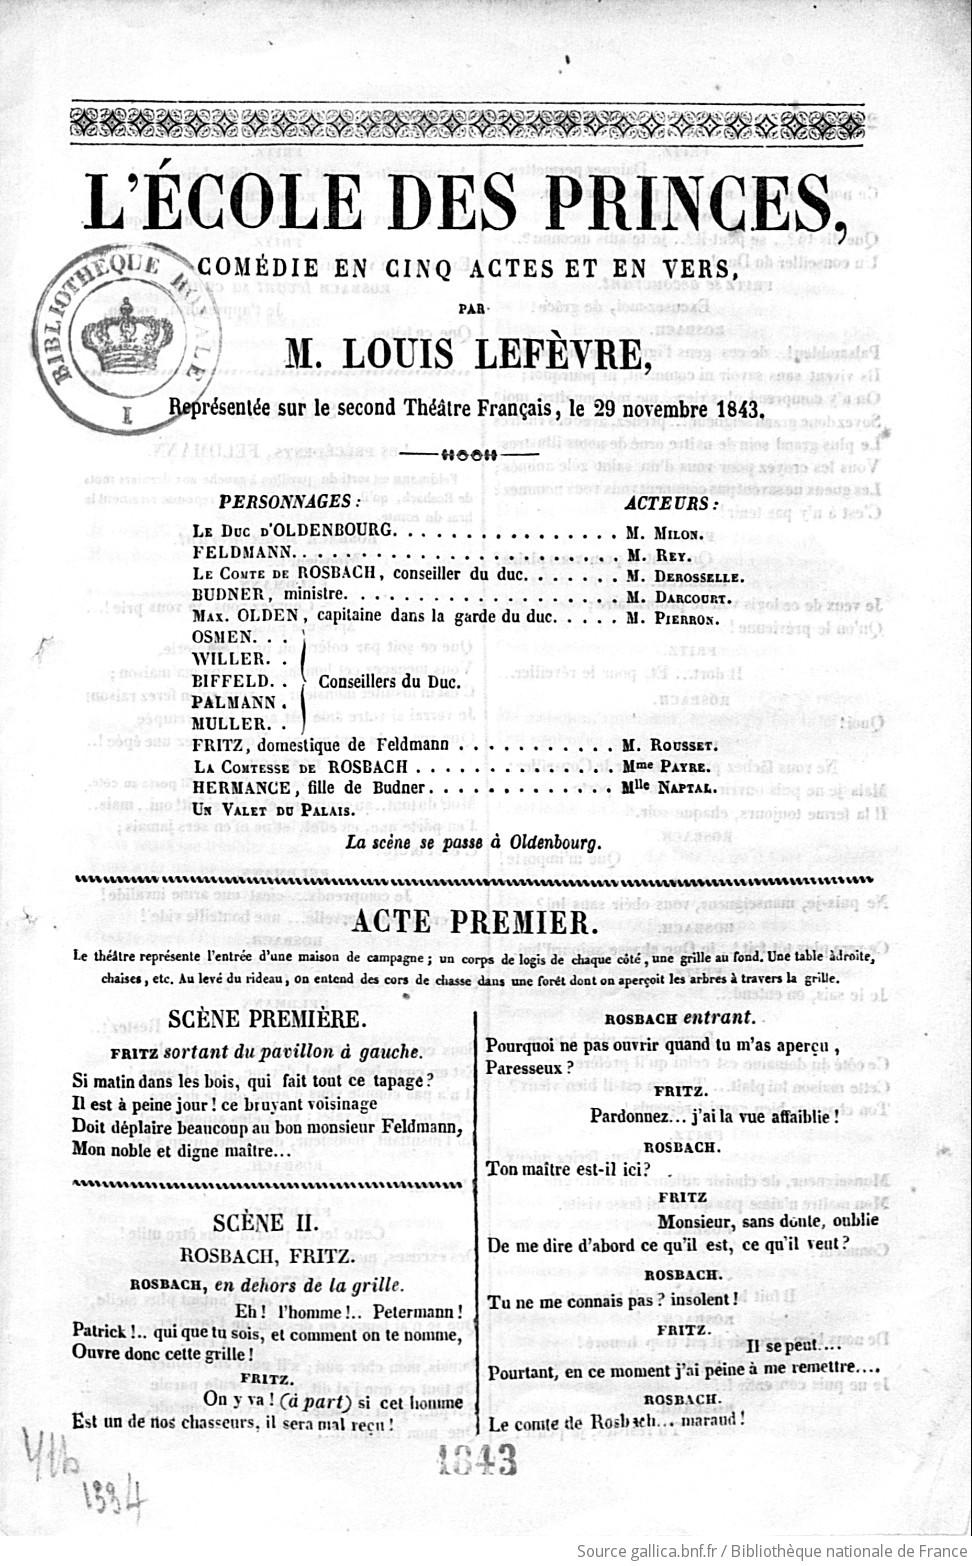 L'ÉCOLE DES PRINCES,
COMÉDIE EN CINQ ACTES ET EN VERS,
PAR
M. LOUIS LEFÈVRE,
Représentée sur le second Théâtre Français, le 29 novembre 1843.
BIBLIOTHÈQUE ROYALE
I
PERSONNAGES : ACTEURS :
LE DUC D'OLDENBOURG. . . . . . . . . . . . . . . . M. MILON.
FELDMANN. . . . . . . . . . . . . . . . . . . . . . . M. REY.
LE COMTE DE ROSBACH, conseiller du duc. . . . . . . M. DEROSSELLE.
BUDNER, ministre. . . . . . . . . . . . . . . . . . . M. DARCOURT.
MAX. OLDEN, capitaine dans la garde du duc. . . . . M. PIERRON.
OSMEN. . .
WILLER. . .
BIFFELD. . . Conseillers du Duc.
PALMANN .
MULLER. . .
FRITZ, domestique de Feldmann . . . . . . . . . . . M. ROUSSET.
LA COMTESSE DE ROSBACH . . . . . . . . . . . . . . Mme PAYRE.
HERMANCE, fille de Budner. . . . . . . . . . . . . . Mlle NAPTAL.
UN VALET DU PALAIS.
La scène se passe à Oldenbourg.
ACTE PREMIER.
Le théâtre représente l'entrée d'une maison de campagne ; un corps de logis de chaque côté, une grille au fond. Une table à droite,
chaises, etc. Au levé du rideau, on entend des cors de chasse dans une forêt dont on aperçoit les arbres à travers la grille.
SCÈNE PREMIÈRE.
FRITZ sortant du pavillon à gauche.
Si matin dans les bois, qui fait tout ce tapage ?
Il est à peine jour ! ce bruyant voisinage
Doit déplaire beaucoup au bon monsieur Feldmann,
Mon noble et digne maître...
SCÈNE II.
ROSBACH, FRITZ.
ROSBACH, en dehors de la grille.
Eh ! l'homme !.. Petermann !
Patrick !.. qui que tu sois, et comment on te nomme,
Ouvre donc cette grille !
FRITZ.
On y va ! (à part) si cet homme
Est un de nos chasseurs, il sera mal reçu !
ROSBACH entrant.
Pourquoi ne pas ouvrir quand tu m'as aperçu ,
Paresseux ?
FRITZ.
Pardonnez... j'ai la vue affaiblie !
ROSBACH.
Ton maître est-il ici ?
FRITZ
Monsieur, sans doute, oublie
De me dire d'abord ce qu'il est, ce qu'il veut ?
ROSBACH.
Tu ne me connais pas ? insolent !
FRITZ.
Il se peut....
Pourtant, en ce moment j'ai peine à me remettre....
ROSBACH.
Le comte de Rosbach... maraud !
1843
Yth
1334
Source gallica.bnf.fr / Bibliothèque nationale de France